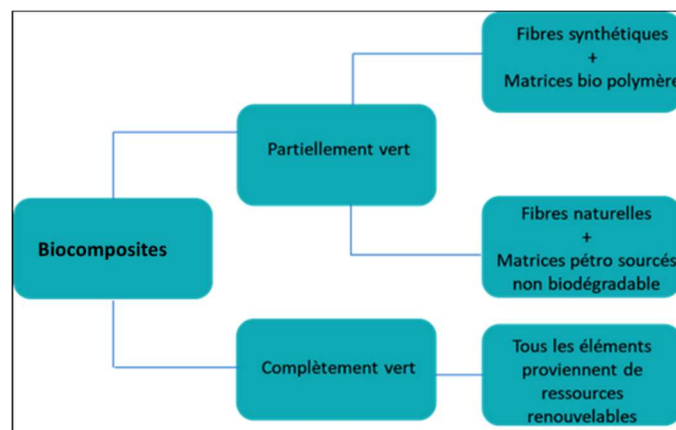 Fibres synthétiques
+
Matrices bio polymère
Partiellement vert
Fibres naturelles
+
Matrices pétro sourcés
non biodégradable
Biocomposites
Complètement vert
Tous les éléments
proviennent de
ressources
renouvelables